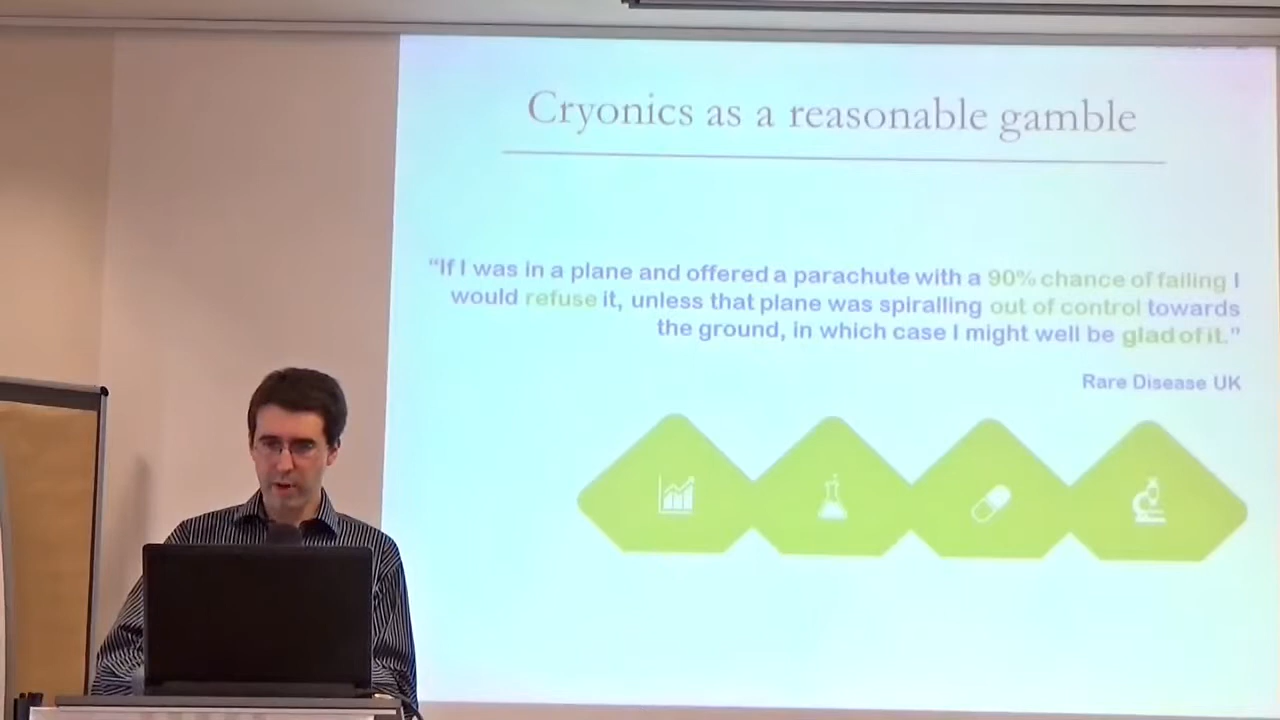 Cryonics as a reasonable gamble
“If I was in a plane and offered a parachute with a 90% chance of failing I
would refuse it, unless that plane was spiralling out of control towards
the ground, in which case I might well be glad of it.”
Rare Disease UK